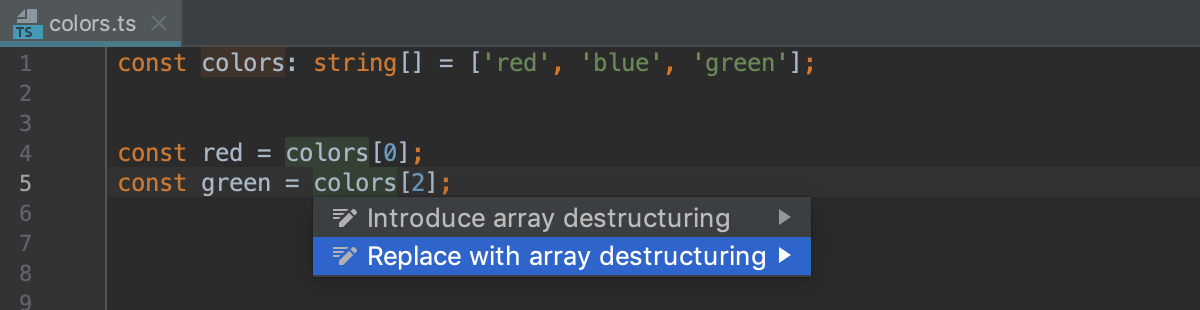 TS colors.ts
1 const colors: string[] = ['red', 'blue', 'green'];
2
3
4 const red = colors[0];
5 const green = colors[2];
6 Introduce array destructuring
7
Replace with array destructuring
8
9